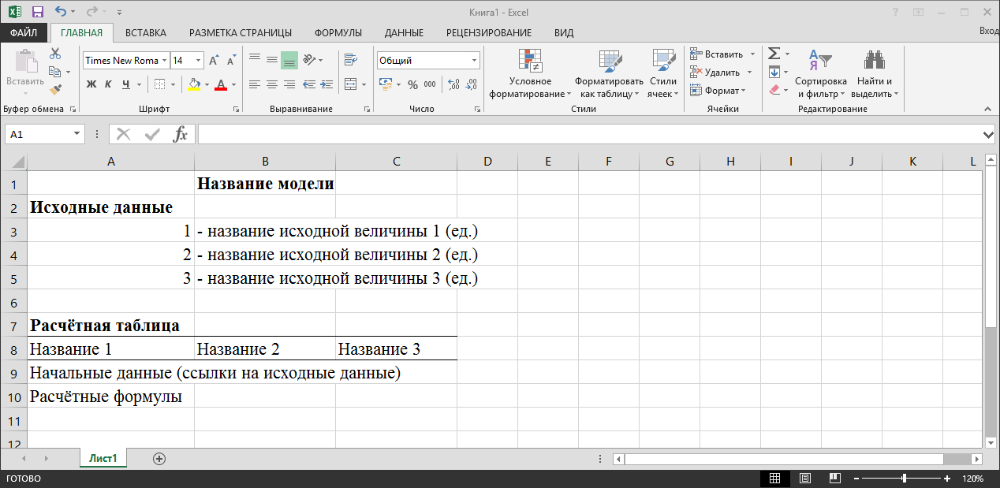 Книга1 - Excel
ФАЙЛ ГЛАВНАЯ ВСТАВКА РАЗМЕТКА СТРАНИЦЫ ФОРМУЛЫ ДАННЫЕ РЕЦЕНЗИРОВАНИЕ ВИД Вход
Вставить
Буфер обмена
Times New Roma 14
Ж К Ч А
Шрифт
Выравнивание
Общий
% 000
Число
Условное форматирование
Форматировать как таблицу
Стили ячеек
Стили
Вставить
Удалить
Формат
Ячейки
Сортировка и фильтр
Найти и выделить
Редактирование
A1 fx
A B C D E F G H I J K L
1 Название модели
2 Исходные данные
3 1 - название исходной величины 1 (ед.)
4 2 - название исходной величины 2 (ед.)
5 3 - название исходной величины 3 (ед.)
6
7 Расчётная таблица
8 Название 1 Название 2 Название 3
9 Начальные данные (ссылки на исходные данные)
10 Расчётные формулы
11
12
Лист1
ГОТОВО 120%